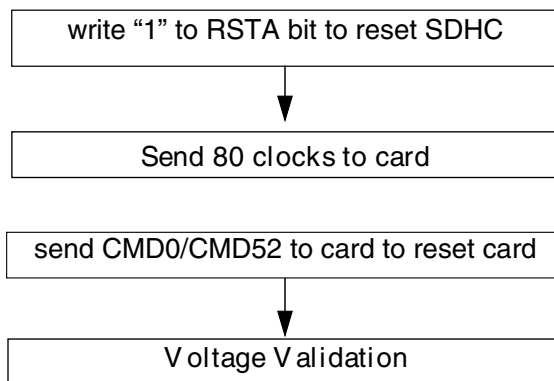 write “1” to RSTA bit to reset SDHC
Send 80 clocks to card
send CMD0/CMD52 to card to reset card
Voltage Validation